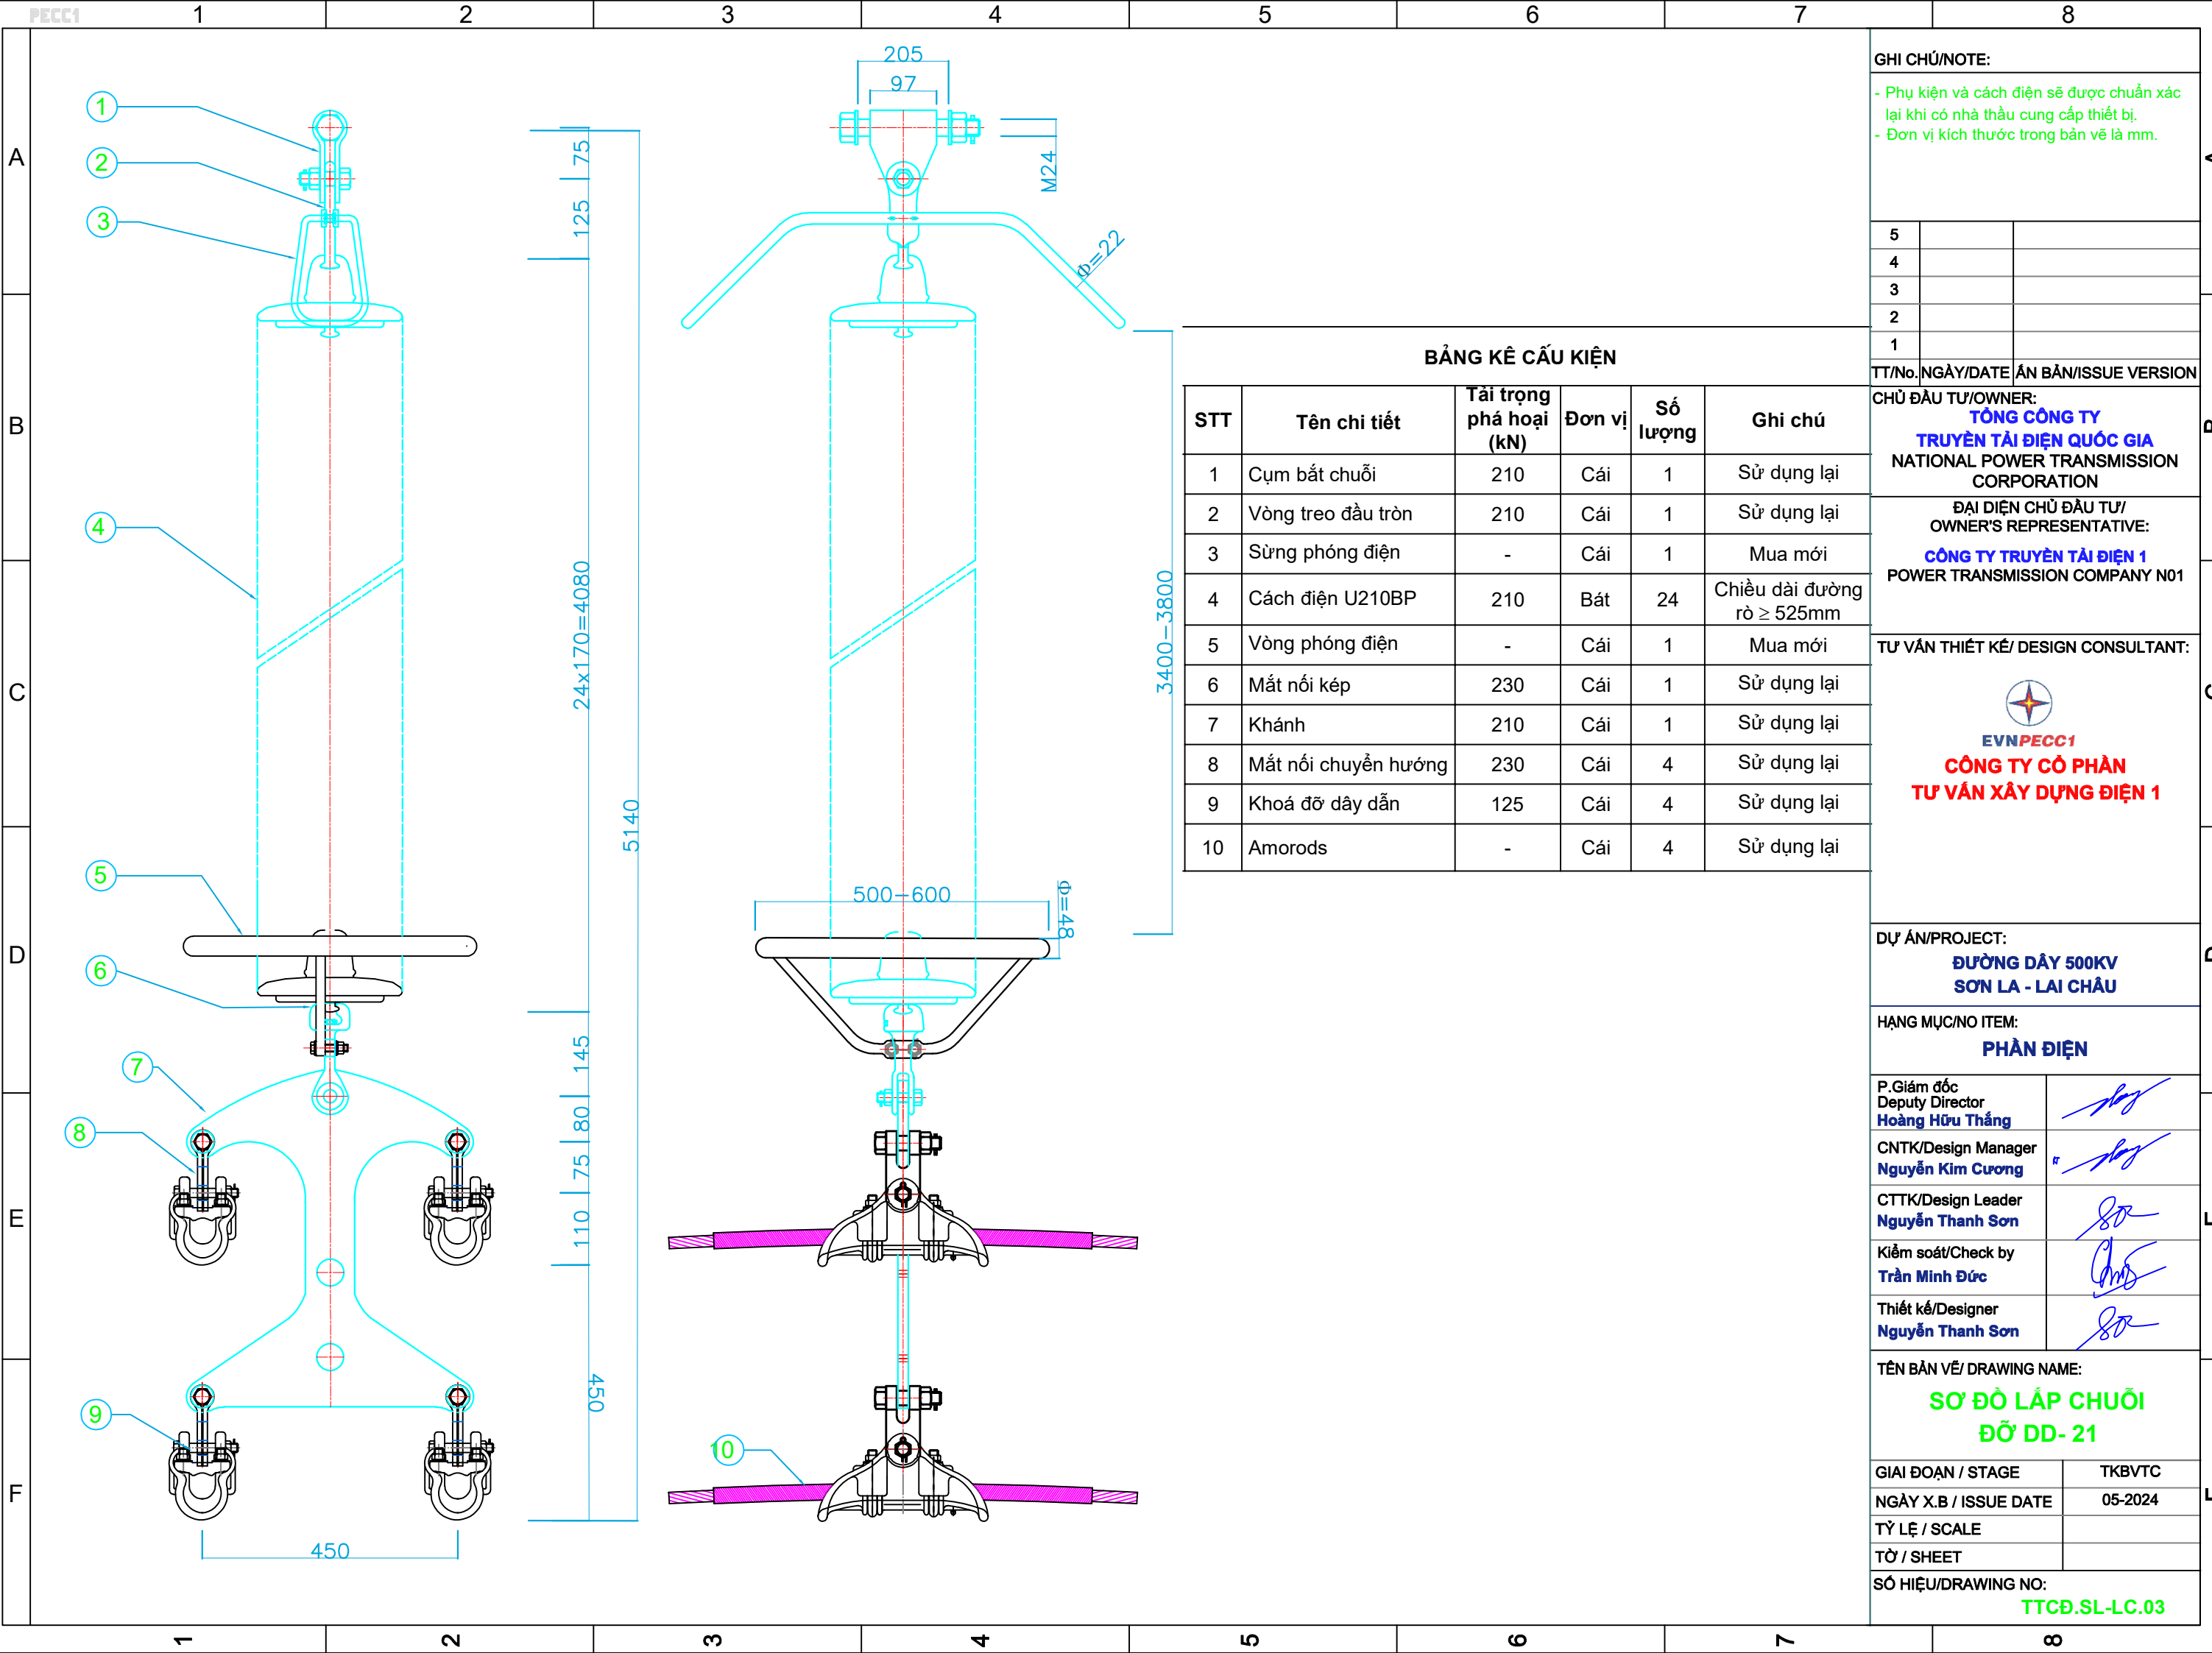 PECC1
1 2 3 4 5 6 7 8
A
B
C
D
E
F
1
2
3
4
5
6
7
8
9
75
125
24x170=4080
5140
145
80
75
110
450
450
205
97
M24
Φ=22
3400-3800
500-600
Φ=48
10
BẢNG KÊ CẤU KIỆN
STT Tên chi tiết Tải trọng phá hoại (kN) Đơn vị Số lượng Ghi chú
1 Cụm bắt chuỗi 210 Cái 1 Sử dụng lại
2 Vòng treo đầu tròn 210 Cái 1 Sử dụng lại
3 Sừng phóng điện - Cái 1 Mua mới
4 Cách điện U210BP 210 Bát 24 Chiều dài đường rò ≥ 525mm
5 Vòng phóng điện - Cái 1 Mua mới
6 Mắt nối kép 230 Cái 1 Sử dụng lại
7 Khánh 210 Cái 1 Sử dụng lại
8 Mắt nối chuyển hướng 230 Cái 4 Sử dụng lại
9 Khoá đỡ dây dẫn 125 Cái 4 Sử dụng lại
10 Amorods - Cái 4 Sử dụng lại
GHI CHÚ/NOTE:
- Phụ kiện và cách điện sẽ được chuẩn xác
lại khi có nhà thầu cung cấp thiết bị.
- Đơn vị kích thước trong bản vẽ là mm.
5
4
3
2
1
TT/No. NGÀY/DATE ẤN BẢN/ISSUE VERSION
CHỦ ĐẦU TƯ/OWNER:
TỔNG CÔNG TY
TRUYỀN TẢI ĐIỆN QUỐC GIA
NATIONAL POWER TRANSMISSION
CORPORATION
ĐẠI DIỆN CHỦ ĐẦU TƯ/
OWNER'S REPRESENTATIVE:
CÔNG TY TRUYỀN TẢI ĐIỆN 1
POWER TRANSMISSION COMPANY N01
TƯ VẤN THIẾT KẾ/ DESIGN CONSULTANT:
EVNPECC1
CÔNG TY CỔ PHẦN
TƯ VẤN XÂY DỰNG ĐIỆN 1
DỰ ÁN/PROJECT:
ĐƯỜNG DÂY 500KV
SƠN LA - LAI CHÂU
HẠNG MỤC/NO ITEM:
PHẦN ĐIỆN
P.Giám đốc
Deputy Director
Hoàng Hữu Thắng
CNTK/Design Manager
Nguyễn Kim Cương
CTTK/Design Leader
Nguyễn Thanh Sơn
Kiểm soát/Check by
Trần Minh Đức
Thiết kế/Designer
Nguyễn Thanh Sơn
TÊN BẢN VẼ/ DRAWING NAME:
SƠ ĐỒ LẮP CHUỖI
ĐỠ DD- 21
GIAI ĐOẠN / STAGE TKBVTC
NGÀY X.B / ISSUE DATE 05-2024
TỶ LỆ / SCALE
TỜ / SHEET
SỐ HIỆU/DRAWING NO:
TTCĐ.SL-LC.03
1 2 3 4 5 6 7 8